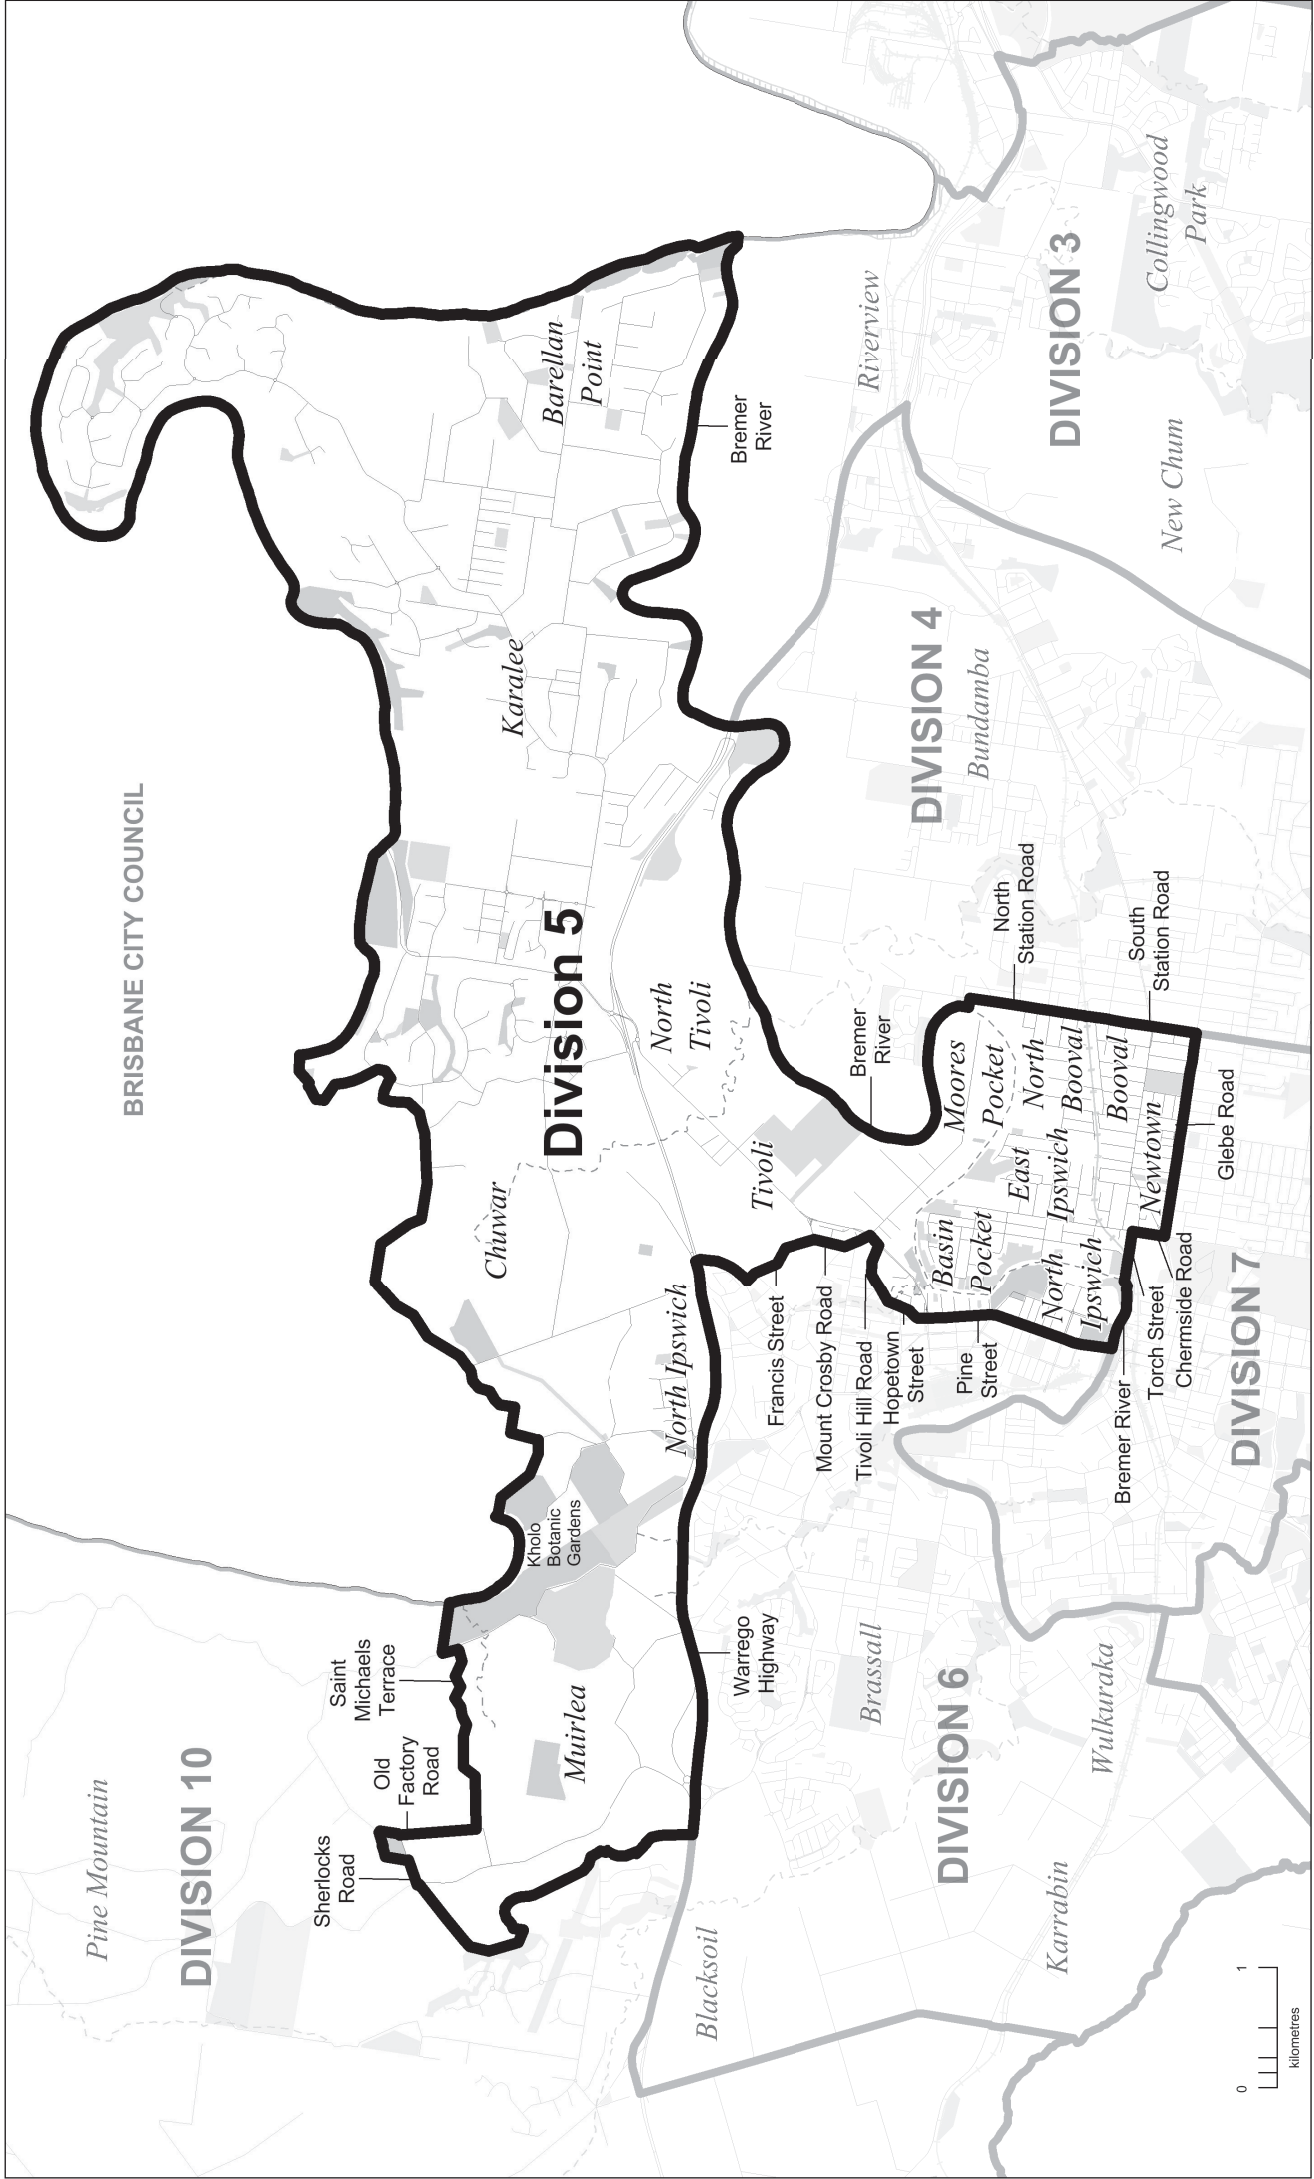 BRISBANE CITY COUNCIL
Pine Mountain
DIVISION 10
Sherlocks
Road
Old
Factory
Road
Saint
Michaels
Terrace
Muirlea
Kholo
Botanic
Gardens
Chuwar
Division 5
Karalee
Barellan
Point
North Ipswich
North
Tivoli
Tivoli
Bremer
River
Blacksoil
Warrego
Highway
Francis Street
Mount Crosby Road
Tivoli Hill Road
Hopetown
Street
Pine
Street
Bremer
River
Riverview
Brassall
DIVISION 6
Basin
Pocket
Moores
Pocket
North
Station Road
DIVISION 4
Bundamba
DIVISION 3
Collingwood
Park
Karrabin
Wulkuraka
North
Ipswich
East
Ipswich
North
Booval
Booval
Newtown
South
Station Road
New Chum
Bremer River
Torch Street
Chermside Road
Glebe Road
DIVISION 7
0
1
kilometres